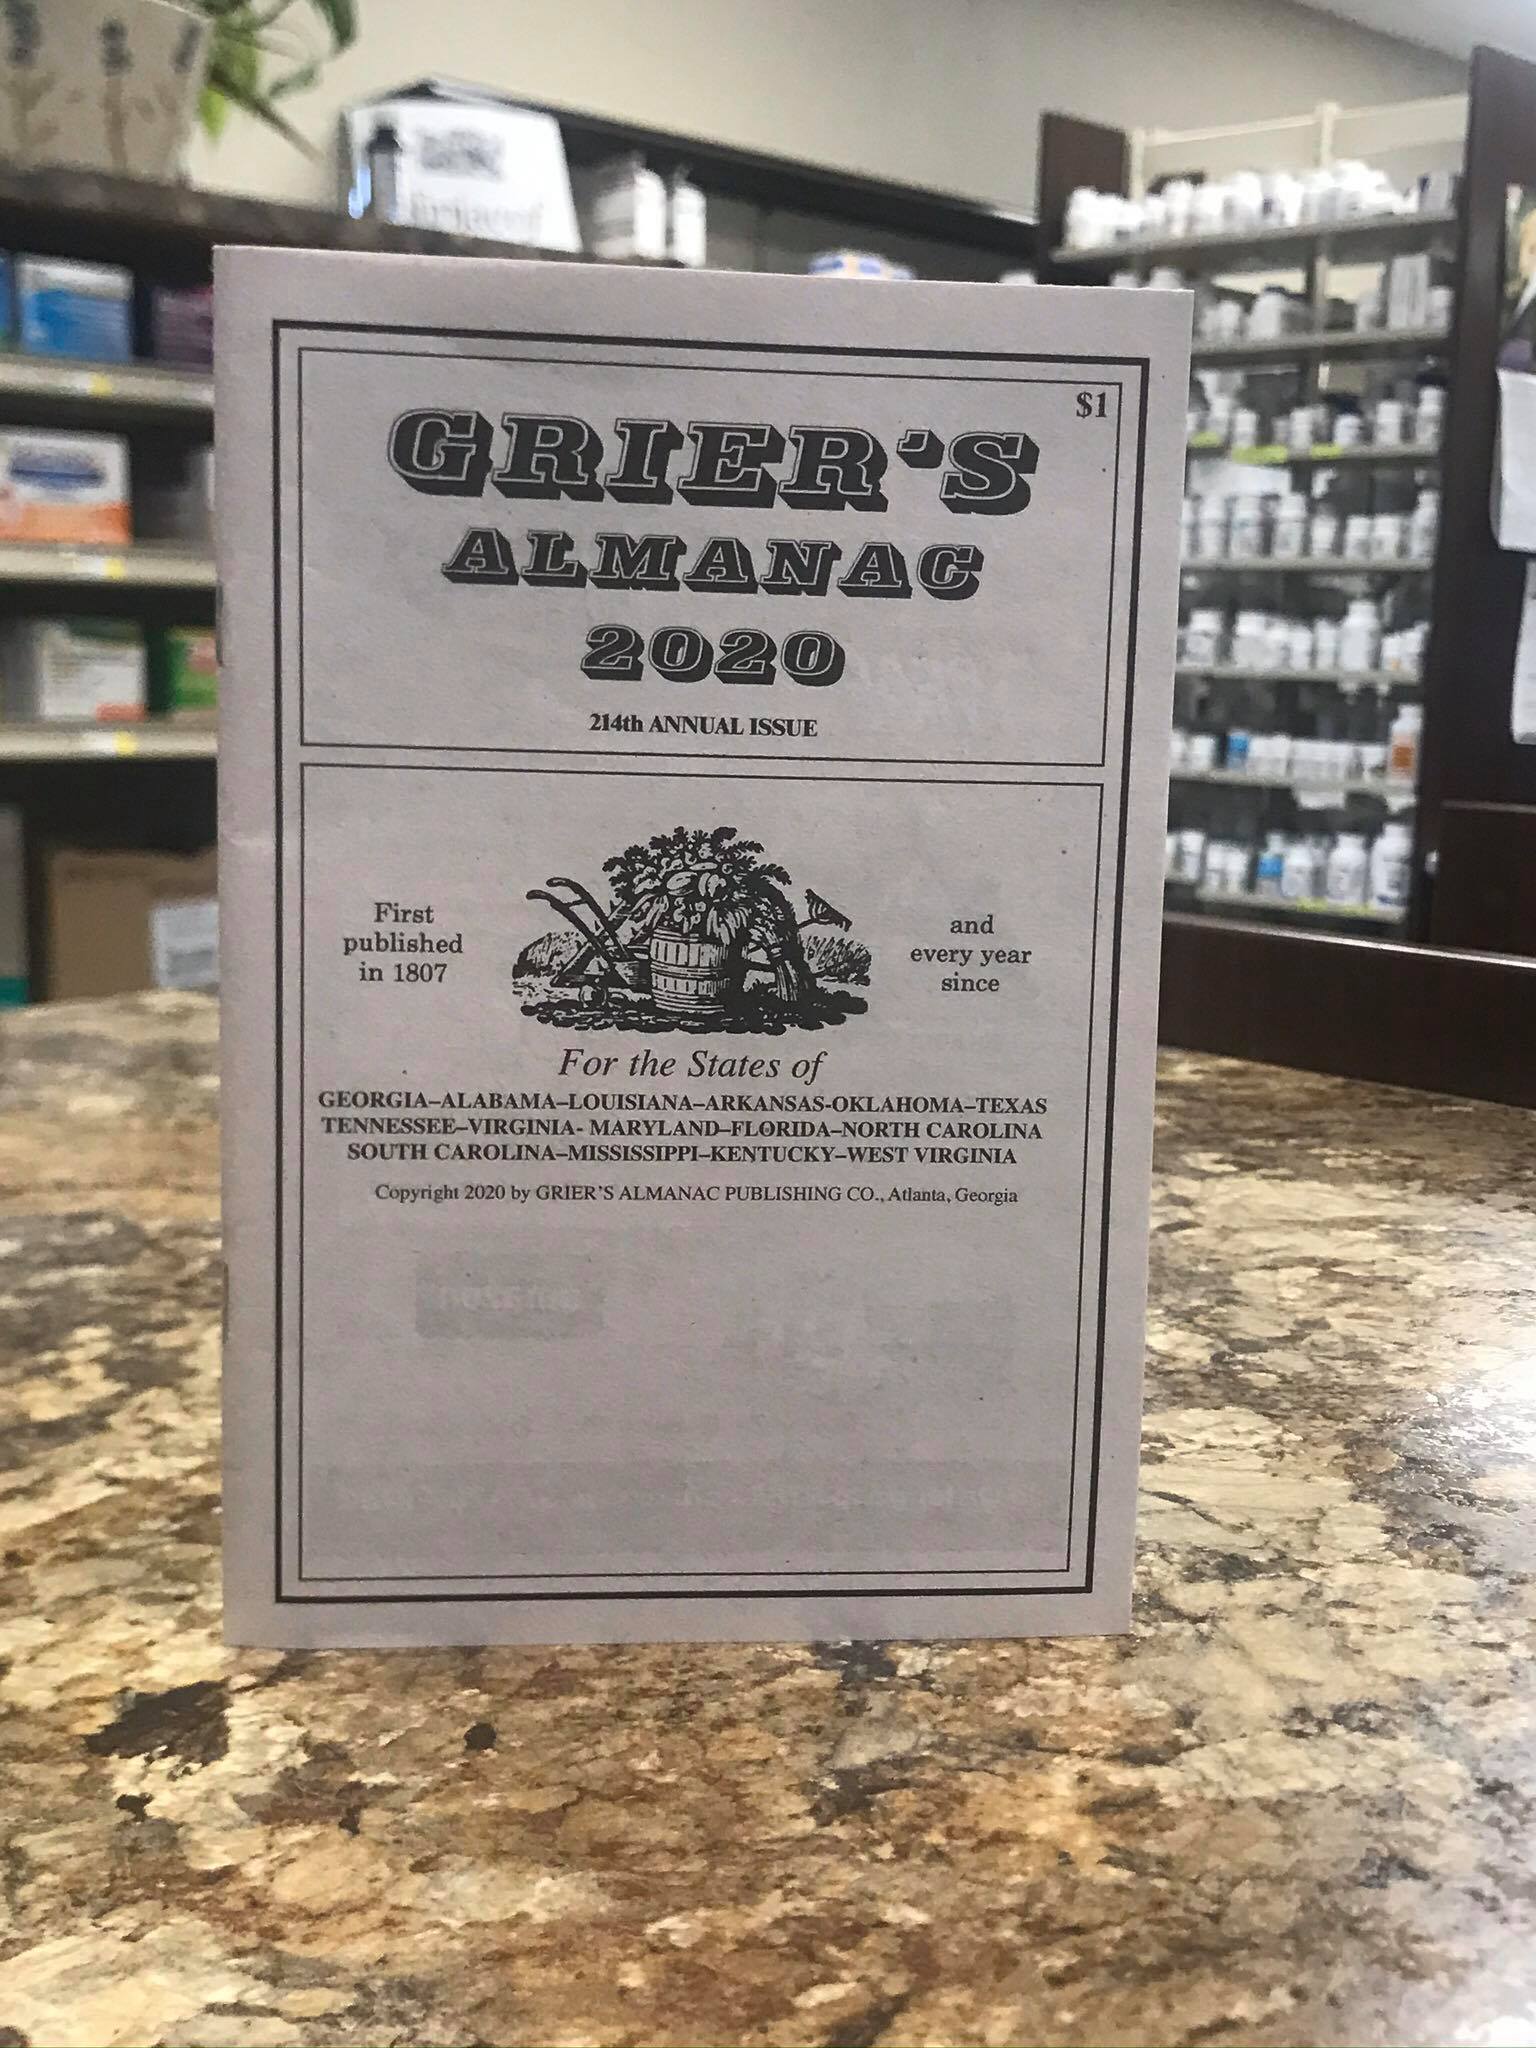 $1
GRIER'S
ALMANAC
2020
214th ANNUAL ISSUE
First
published
in 1807
and
every year
since
For the States of
GEORGIA–ALABAMA–LOUISIANA–ARKANSAS-OKLAHOMA–TEXAS
TENNESSEE–VIRGINIA- MARYLAND–FLORIDA–NORTH CAROLINA
SOUTH CAROLINA–MISSISSIPPI–KENTUCKY–WEST VIRGINIA
Copyright 2020 by GRIER'S ALMANAC PUBLISHING CO., Atlanta, Georgia